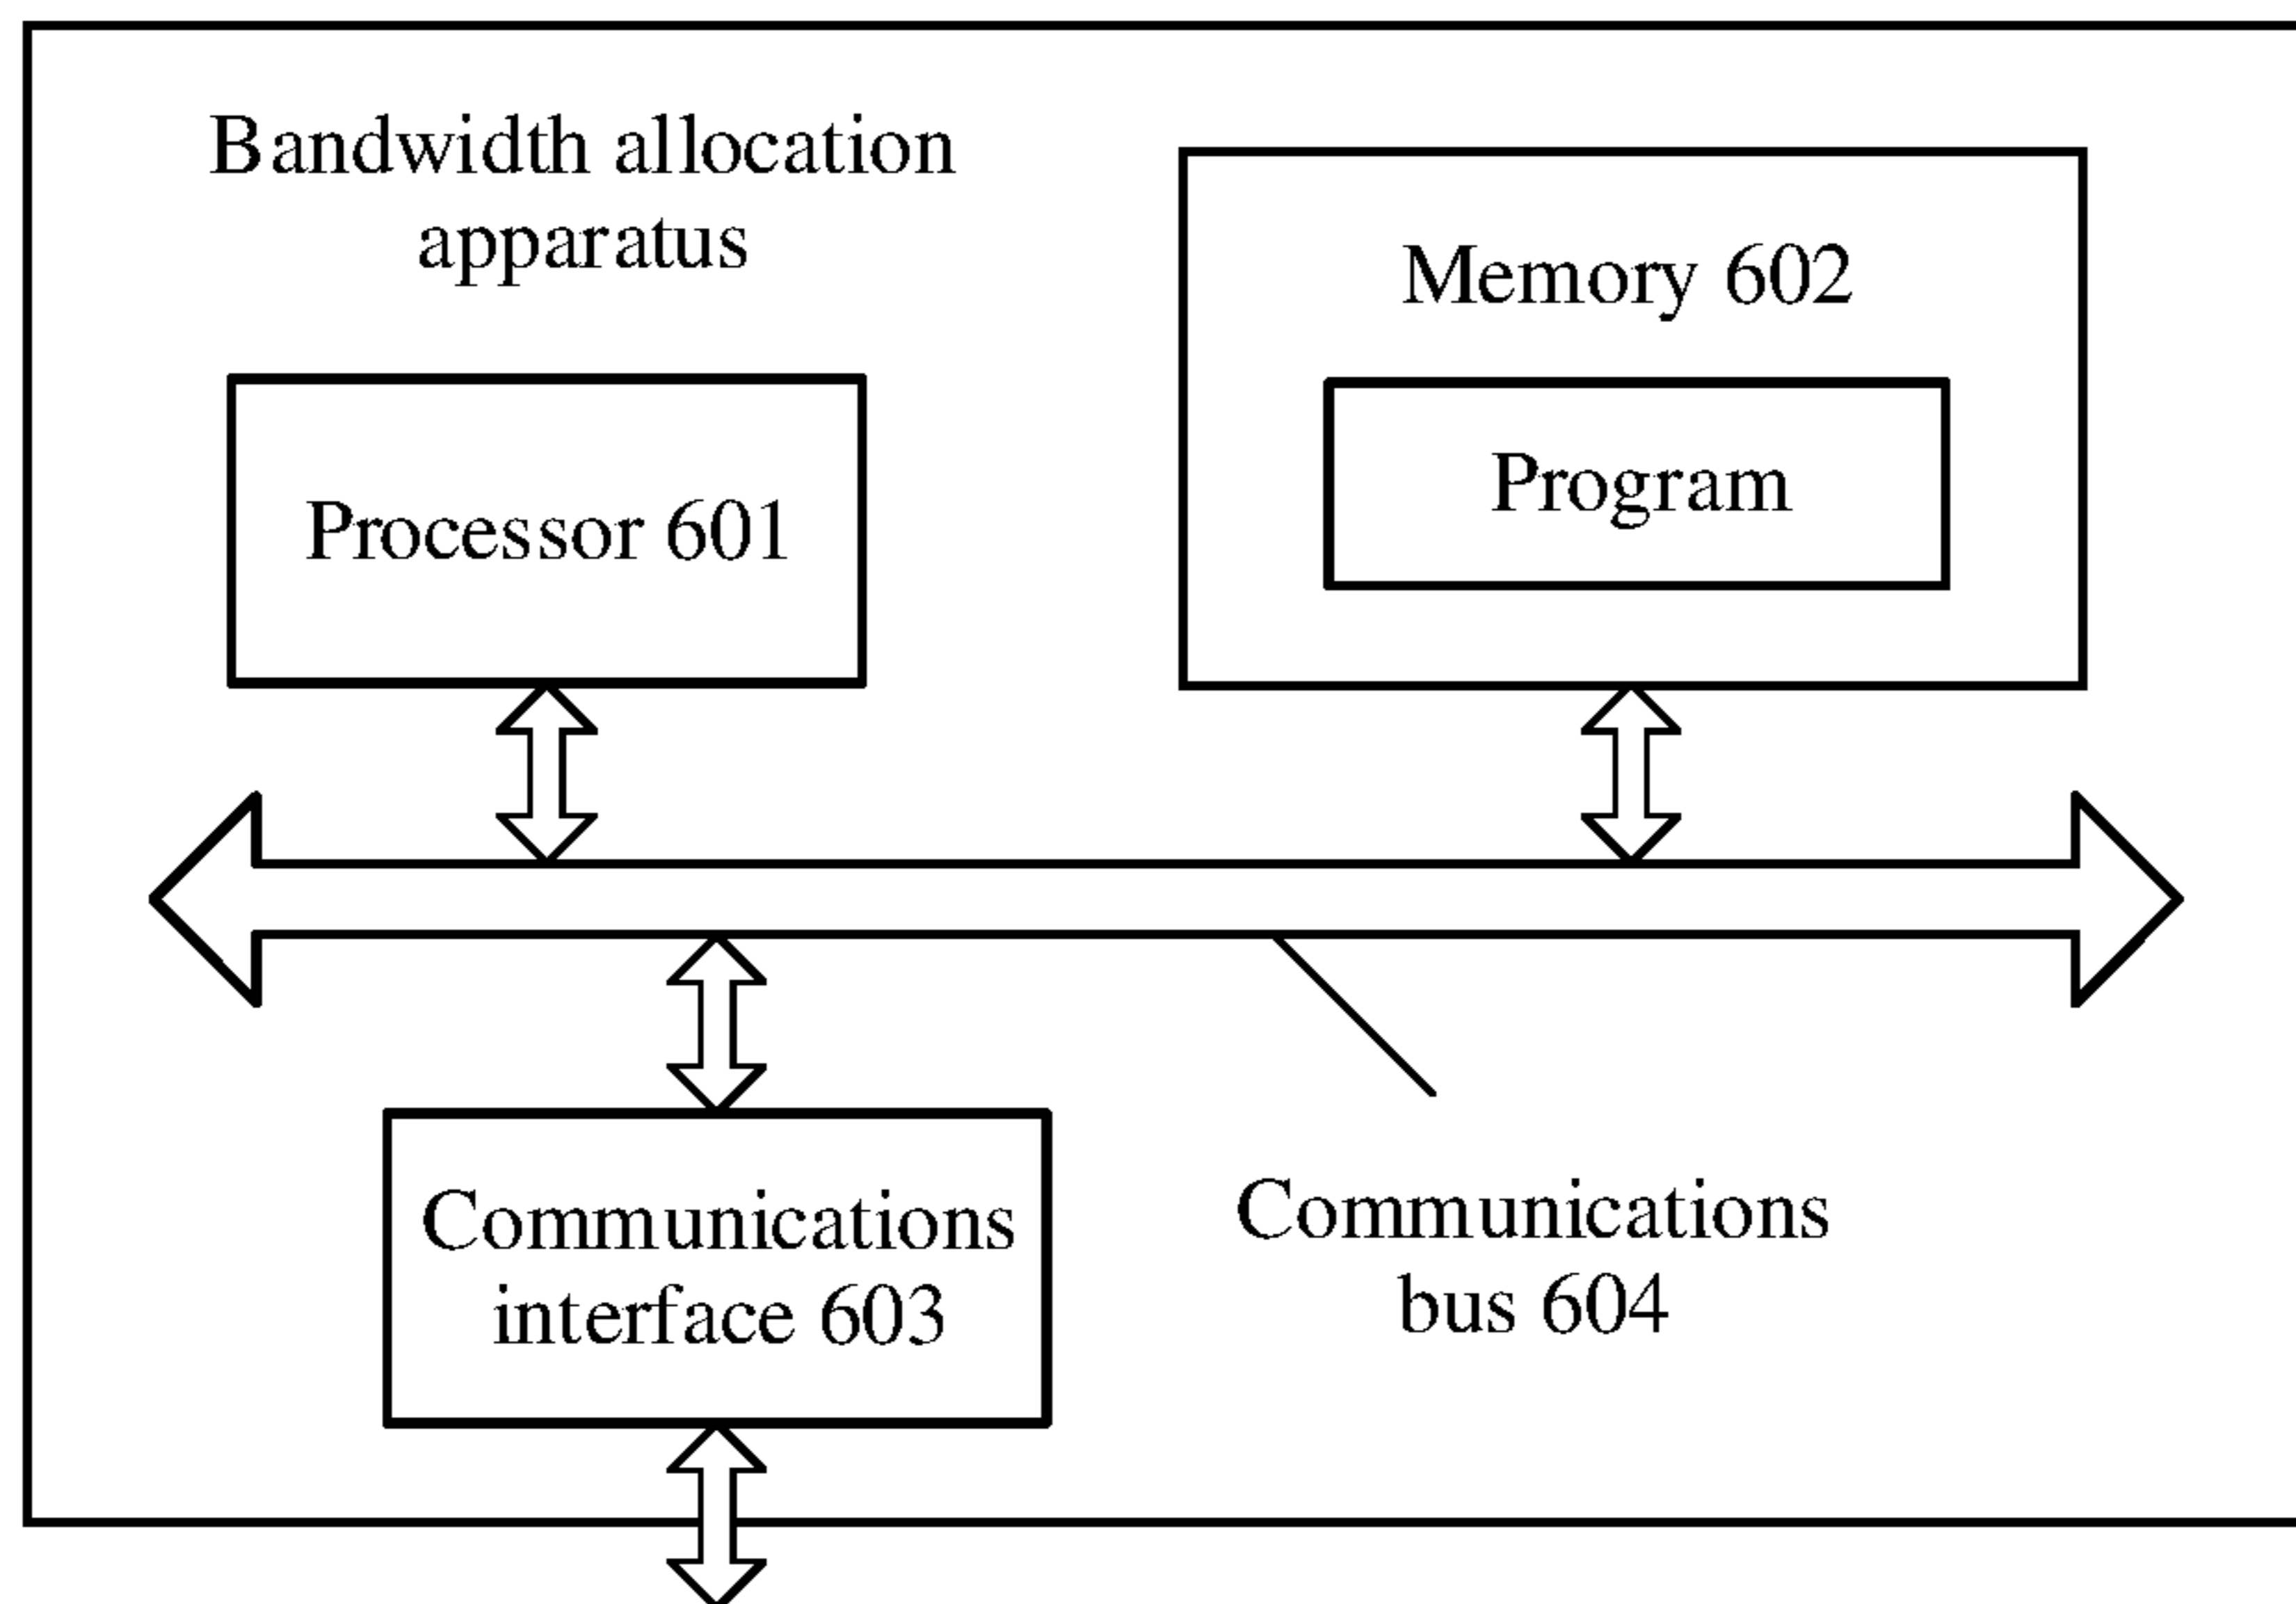 Bandwidth allocation
apparatus
Memory 602
Program
Processor 601
Communications
interface 603
Communications
bus 604